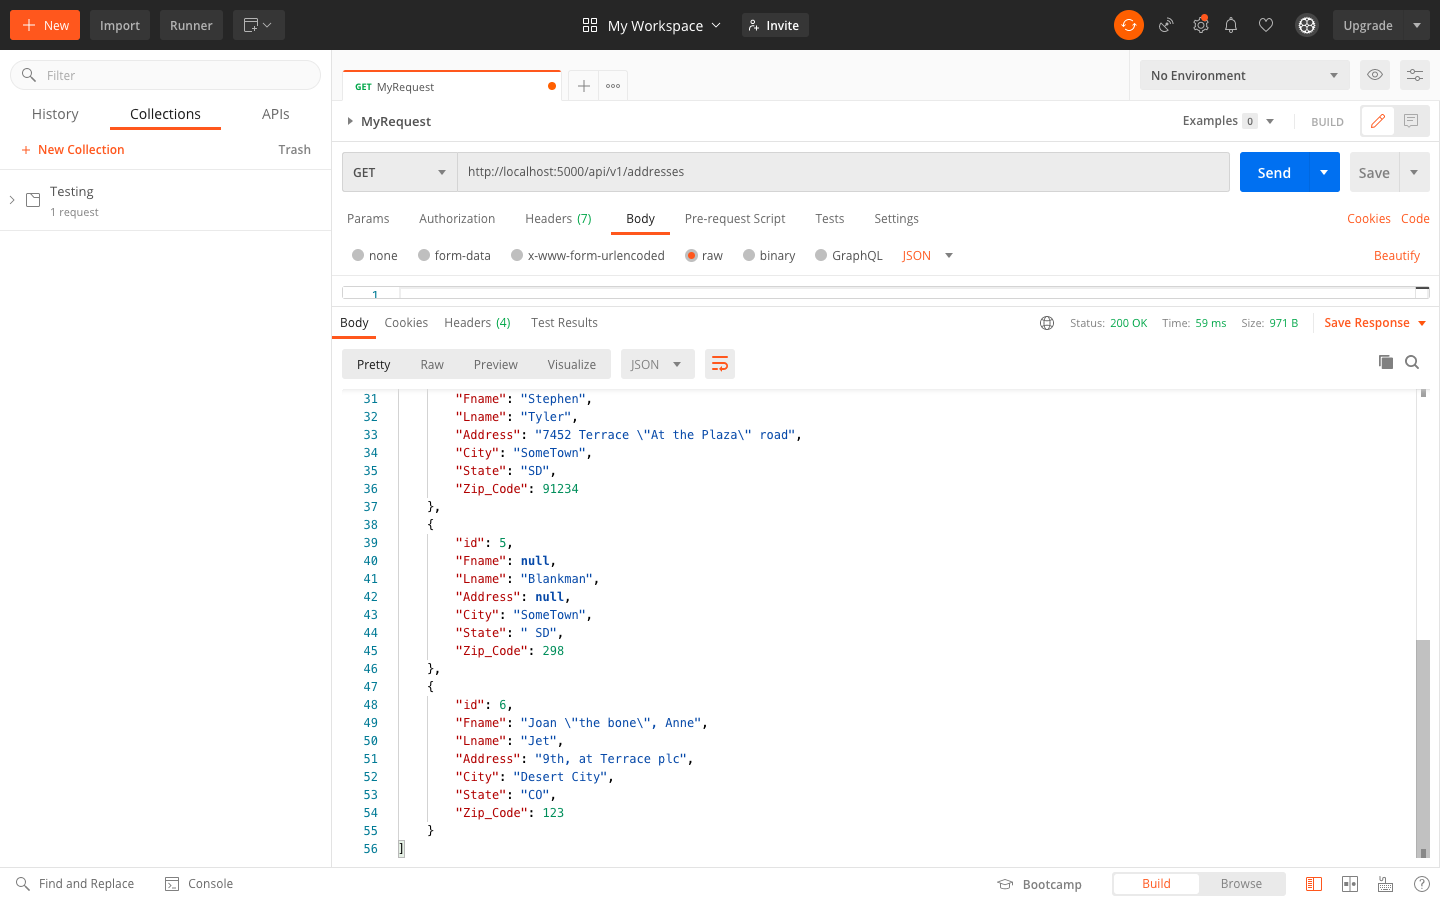 New Import Runner My Workspace Invite Upgrade
Filter
GET MyRequest No Environment
History Collections APIs
MyRequest Examples 0 BUILD
+ New Collection Trash
Testing
1 request
GET http://localhost:5000/api/v1/addresses Send Save
Params Authorization Headers (7) Body Pre-request Script Tests Settings Cookies Code
none form-data x-www-form-urlencoded raw binary GraphQL JSON Beautify
1
Body Cookies Headers (4) Test Results Status: 200 OK Time: 59 ms Size: 971 B Save Response
Pretty Raw Preview Visualize JSON
31 "Fname": "Stephen",
32 "Lname": "Tyler",
33 "Address": "7452 Terrace \"At the Plaza\" road",
34 "City": "SomeTown",
35 "State": "SD",
36 "Zip_Code": 91234
37 },
38 {
39 "id": 5,
40 "Fname": null,
41 "Lname": "Blankman",
42 "Address": null,
43 "City": "SomeTown",
44 "State": " SD",
45 "Zip_Code": 298
46 },
47 {
48 "id": 6,
49 "Fname": "Joan \"the bone\", Anne",
50 "Lname": "Jet",
51 "Address": "9th, at Terrace plc",
52 "City": "Desert City",
53 "State": "CO",
54 "Zip_Code": 123
55 }
56 ]
Find and Replace Console Bootcamp Build Browse